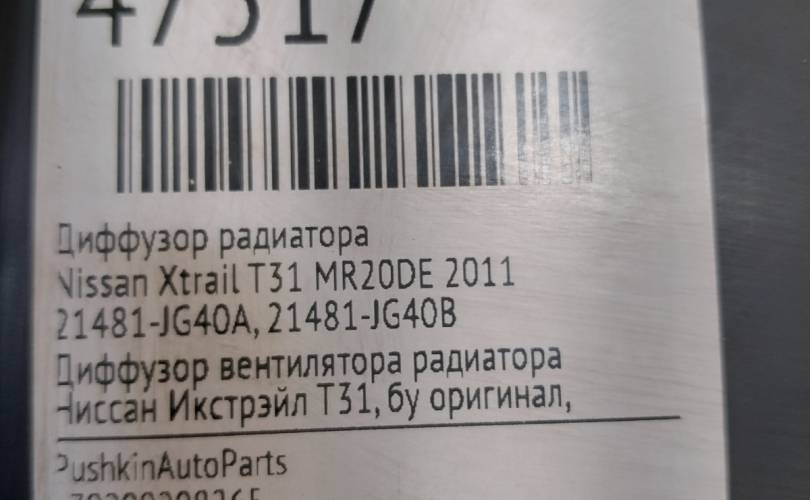 47317
Диффузор радиатора
Nissan Xtrail T31 MR20DE 2011
21481-JG40A, 21481-JG40B
Диффузор вентилятора радиатора
Ниссан Икстрэйл Т31, бу оригинал,
PushkinAutoParts